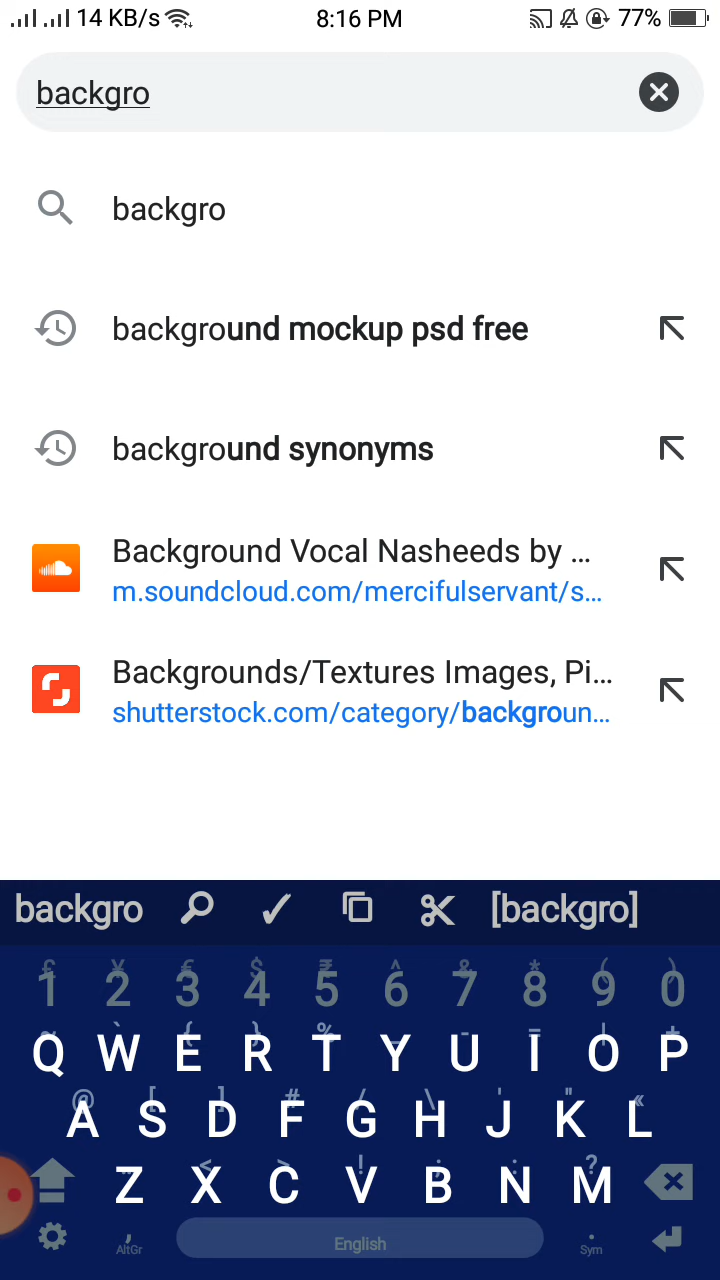 14 KB/s 8:16 PM 77%
backgro
backgro
background mockup psd free
background synonyms
Background Vocal Nasheeds by ...
m.soundcloud.com/mercifulservant/s...
Backgrounds/Textures Images, Pi...
shutterstock.com/category/backgroun...
backgro [backgro]
£ ¥ € $ ₹ ^ & * ( )
1 2 3 4 5 6 7 8 9 0
Q W E R T Y U I O P
@ [ ] # / \ ' " «
A S D F G H J K L
< > ! ; : ?
Z X C V B N M
, AltGr English . Sym